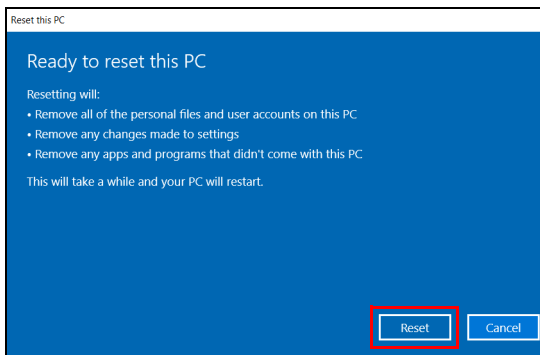 Reset this PC
Ready to reset this PC
Resetting will:
• Remove all of the personal files and user accounts on this PC
• Remove any changes made to settings
• Remove any apps and programs that didn't come with this PC
This will take a while and your PC will restart.
Reset Cancel